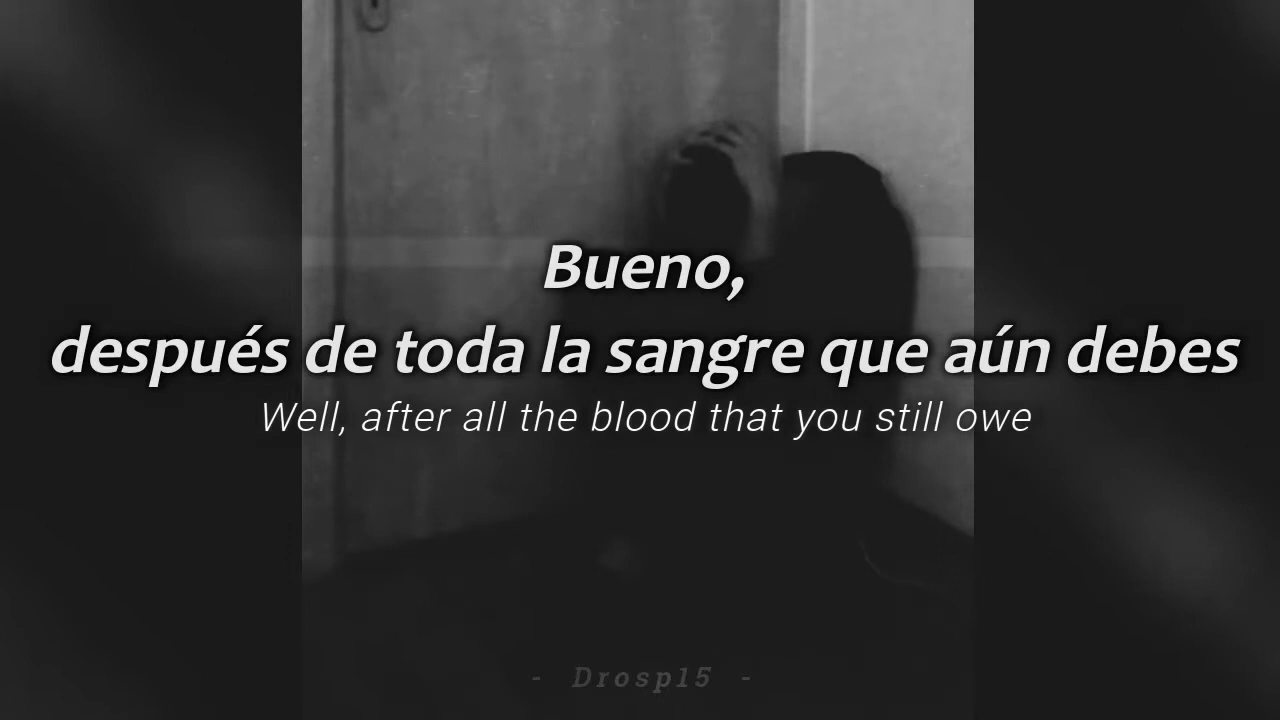 Bueno,
después de toda la sangre que aún debes
Well, after all the blood that you still owe
- Drosp15 -